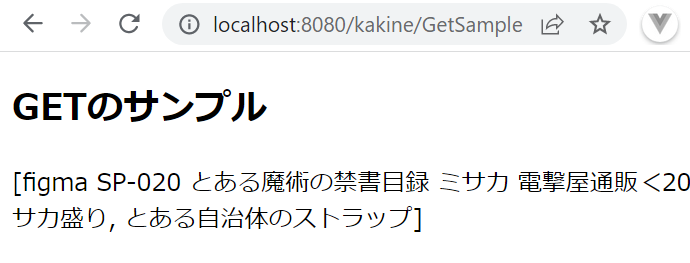 localhost:8080/kakine/GetSample
GETのサンプル
[figma SP-020 とある魔術の禁書目録 ミサカ 電撃屋通販<20
サカ盛り, とある自治体のストラップ]